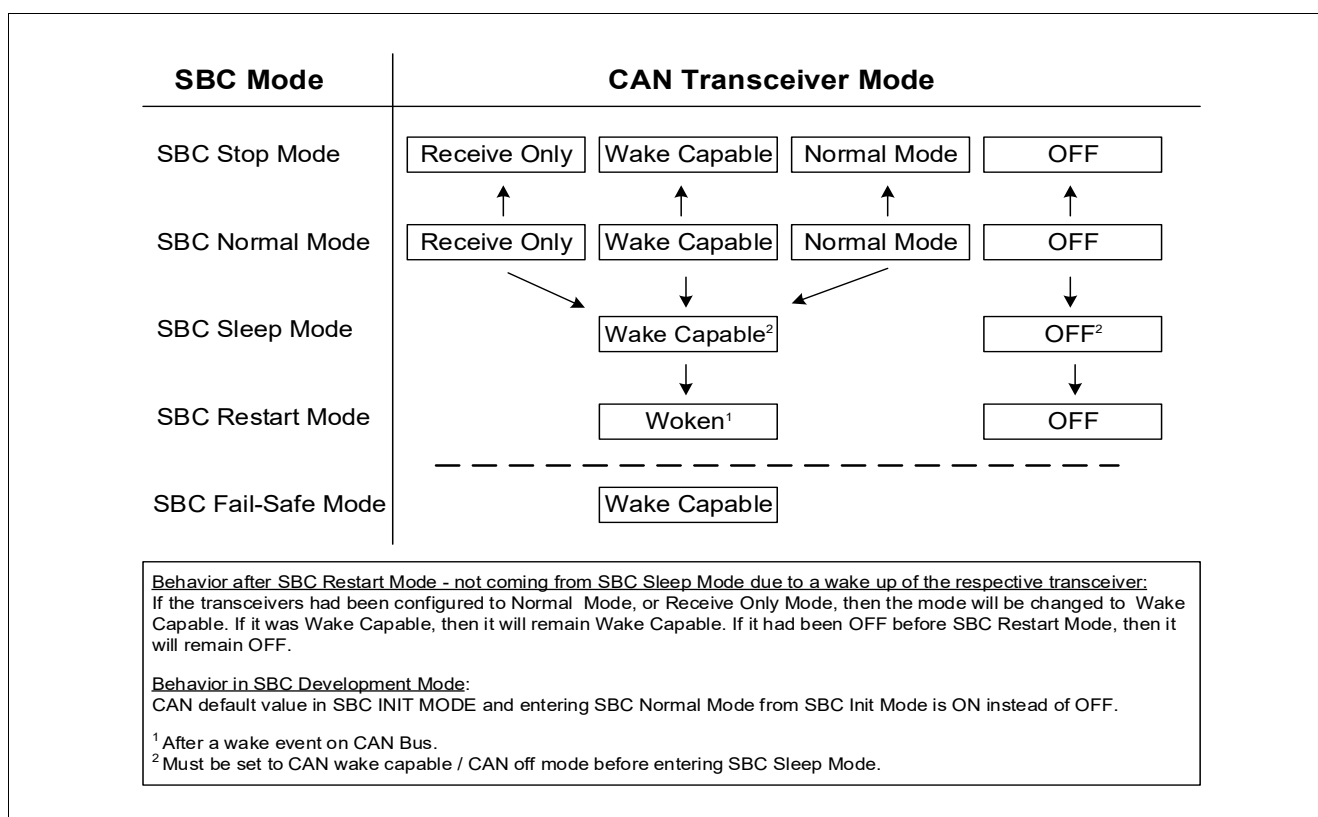 SBC Mode CAN Transceiver Mode
SBC Stop Mode Receive Only Wake Capable Normal Mode OFF
SBC Normal Mode Receive Only Wake Capable Normal Mode OFF
SBC Sleep Mode Wake Capable² OFF²
SBC Restart Mode Woken¹ OFF
SBC Fail-Safe Mode Wake Capable
Behavior after SBC Restart Mode - not coming from SBC Sleep Mode due to a wake up of the respective transceiver:
If the transceivers had been configured to Normal Mode, or Receive Only Mode, then the mode will be changed to Wake
Capable. If it was Wake Capable, then it will remain Wake Capable. If it had been OFF before SBC Restart Mode, then it
will remain OFF.
Behavior in SBC Development Mode:
CAN default value in SBC INIT MODE and entering SBC Normal Mode from SBC Init Mode is ON instead of OFF.
¹ After a wake event on CAN Bus.
² Must be set to CAN wake capable / CAN off mode before entering SBC Sleep Mode.